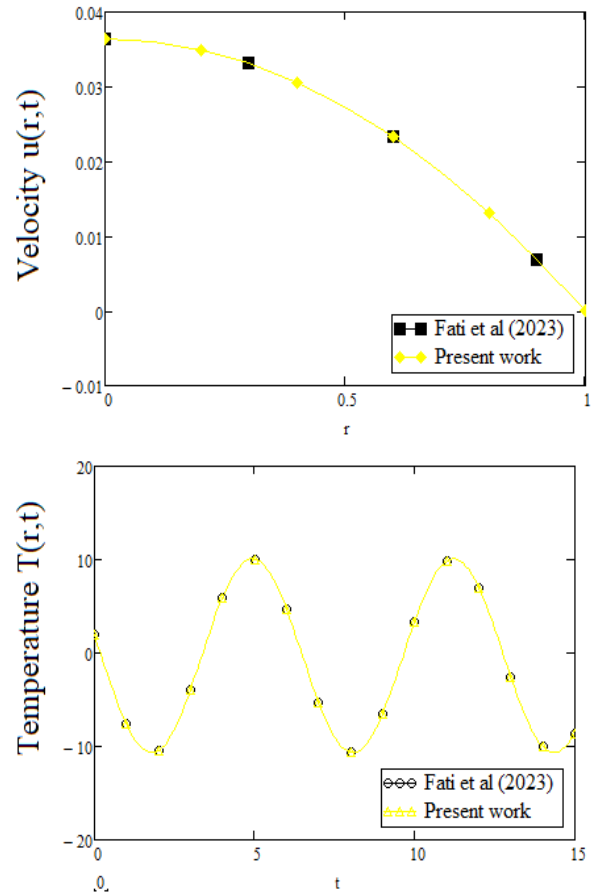 0.04
0.03
0.02
0.01
0
− 0.01
Velocity u(r,t)
Fati et al (2023)
Present work
0
0.5
1
r
20
10
0
− 10
− 20
Temperature T(r,t)
Fati et al (2023)
Present work
0
5
10
15
.0.
t